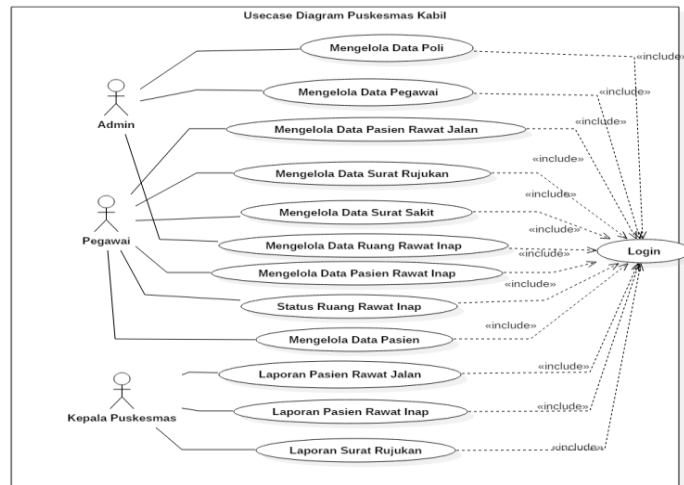 Usecase Diagram Puskesmas Kabil
Mengelola Data Poli
«include»
Mengelola Data Pegawai
«include»
Admin
Mengelola Data Pasien Rawat Jalan
«include»
Mengelola Data Surat Rujukan
«include»
Mengelola Data Surat Sakit
«include»
Pegawai
Mengelola Data Ruang Rawat Inap
«include»
Login
Mengelola Data Pasien Rawat Inap
«include»
Status Ruang Rawat Inap
«include»
Mengelola Data Pasien
«include»
Laporan Pasien Rawat Jalan
«include»
Kepala Puskesmas
Laporan Pasien Rawat Inap
«include»
Laporan Surat Rujukan
«include»